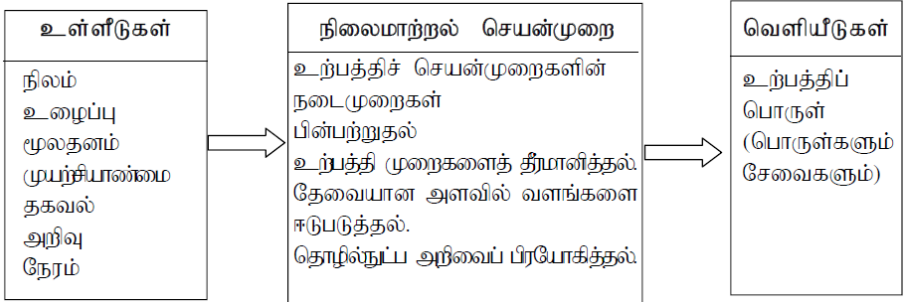 உள்ளீடுகள்
நிலம்
உழைப்பு
மூலதனம்
முயற்சியாண்மை
தகவல்
அறிவு
நேரம்
நிலைமாற்றல் செயன்முறை
உற்பத்திச் செயன்முறைகளின்
நடைமுறைகள்
பின்பற்றுதல்
உற்பத்தி முறைகளைத் தீர்மானித்தல்.
தேவையான அளவில் வளங்களை
ஈடுபடுத்தல்.
தொழில்நுட்ப அறிவைப் பிரயோகித்தல்.
வெளியீடுகள்
உற்பத்திப்
பொருள்
(பொருள்களும்
சேவைகளும்)